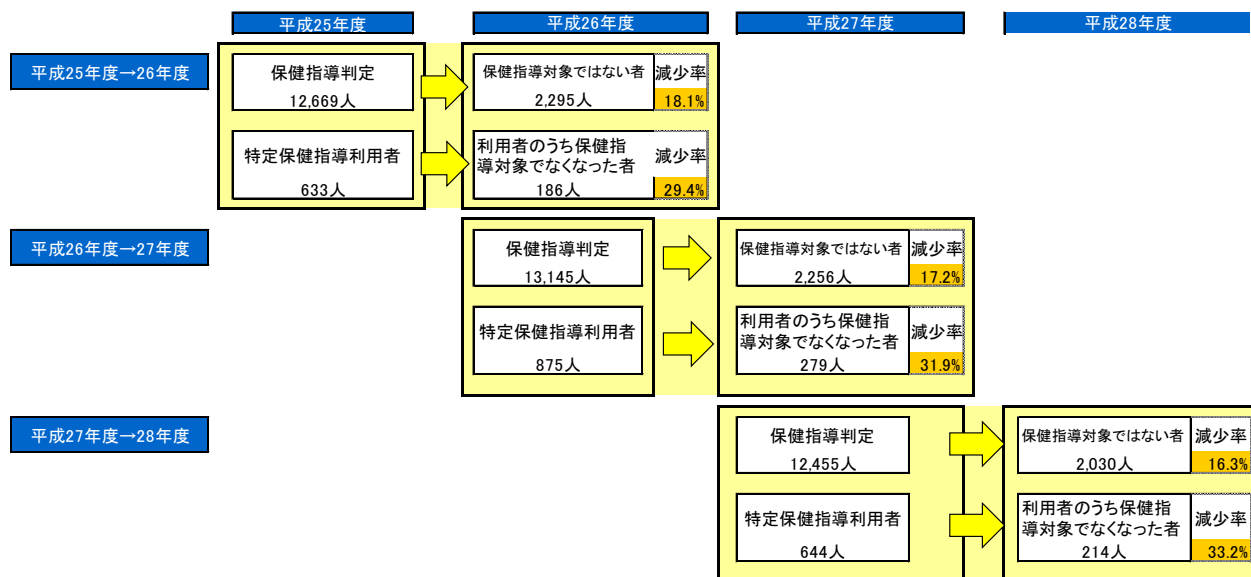 平成25年度
平成26年度
平成27年度
平成28年度
平成25年度→26年度
保健指導判定
12,669人
保健指導対象ではない者
2,295人
減少率
18.1%
特定保健指導利用者
633人
利用者のうち保健指
導対象でなくなった者
186人
減少率
29.4%
平成26年度→27年度
保健指導判定
13,145人
保健指導対象ではない者
2,256人
減少率
17.2%
特定保健指導利用者
875人
利用者のうち保健指
導対象でなくなった者
279人
減少率
31.9%
平成27年度→28年度
保健指導判定
12,455人
保健指導対象ではない者
2,030人
減少率
16.3%
特定保健指導利用者
644人
利用者のうち保健指
導対象でなくなった者
214人
減少率
33.2%